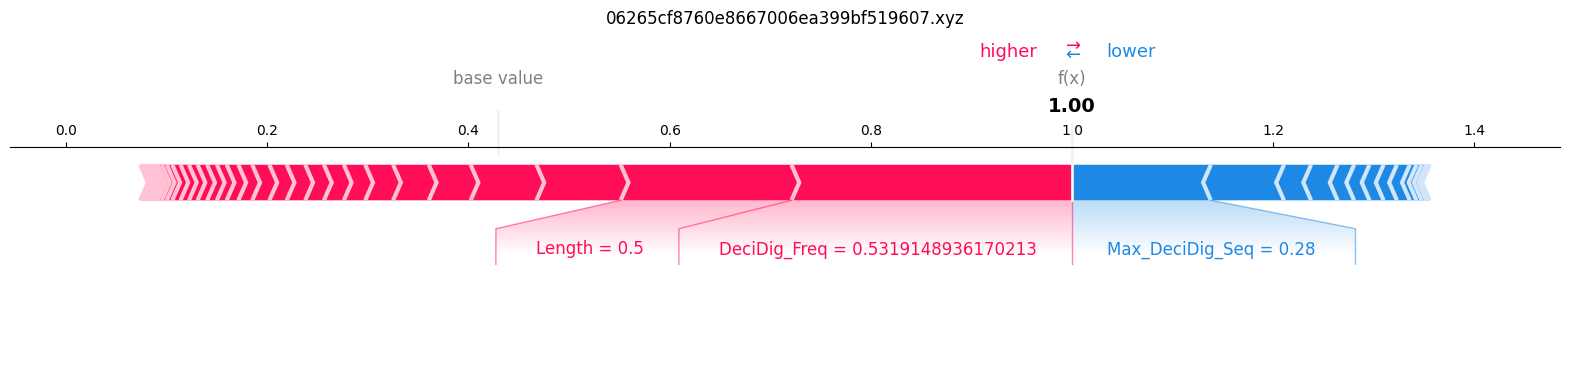 06265cf8760e8667006ea399bf519607.xyz
higher ⇄ lower
base value f(x)
1.00
0.0 0.2 0.4 0.6 0.8 1.0 1.2 1.4
Length = 0.5 DeciDig_Freq = 0.5319148936170213 Max_DeciDig_Seq = 0.28